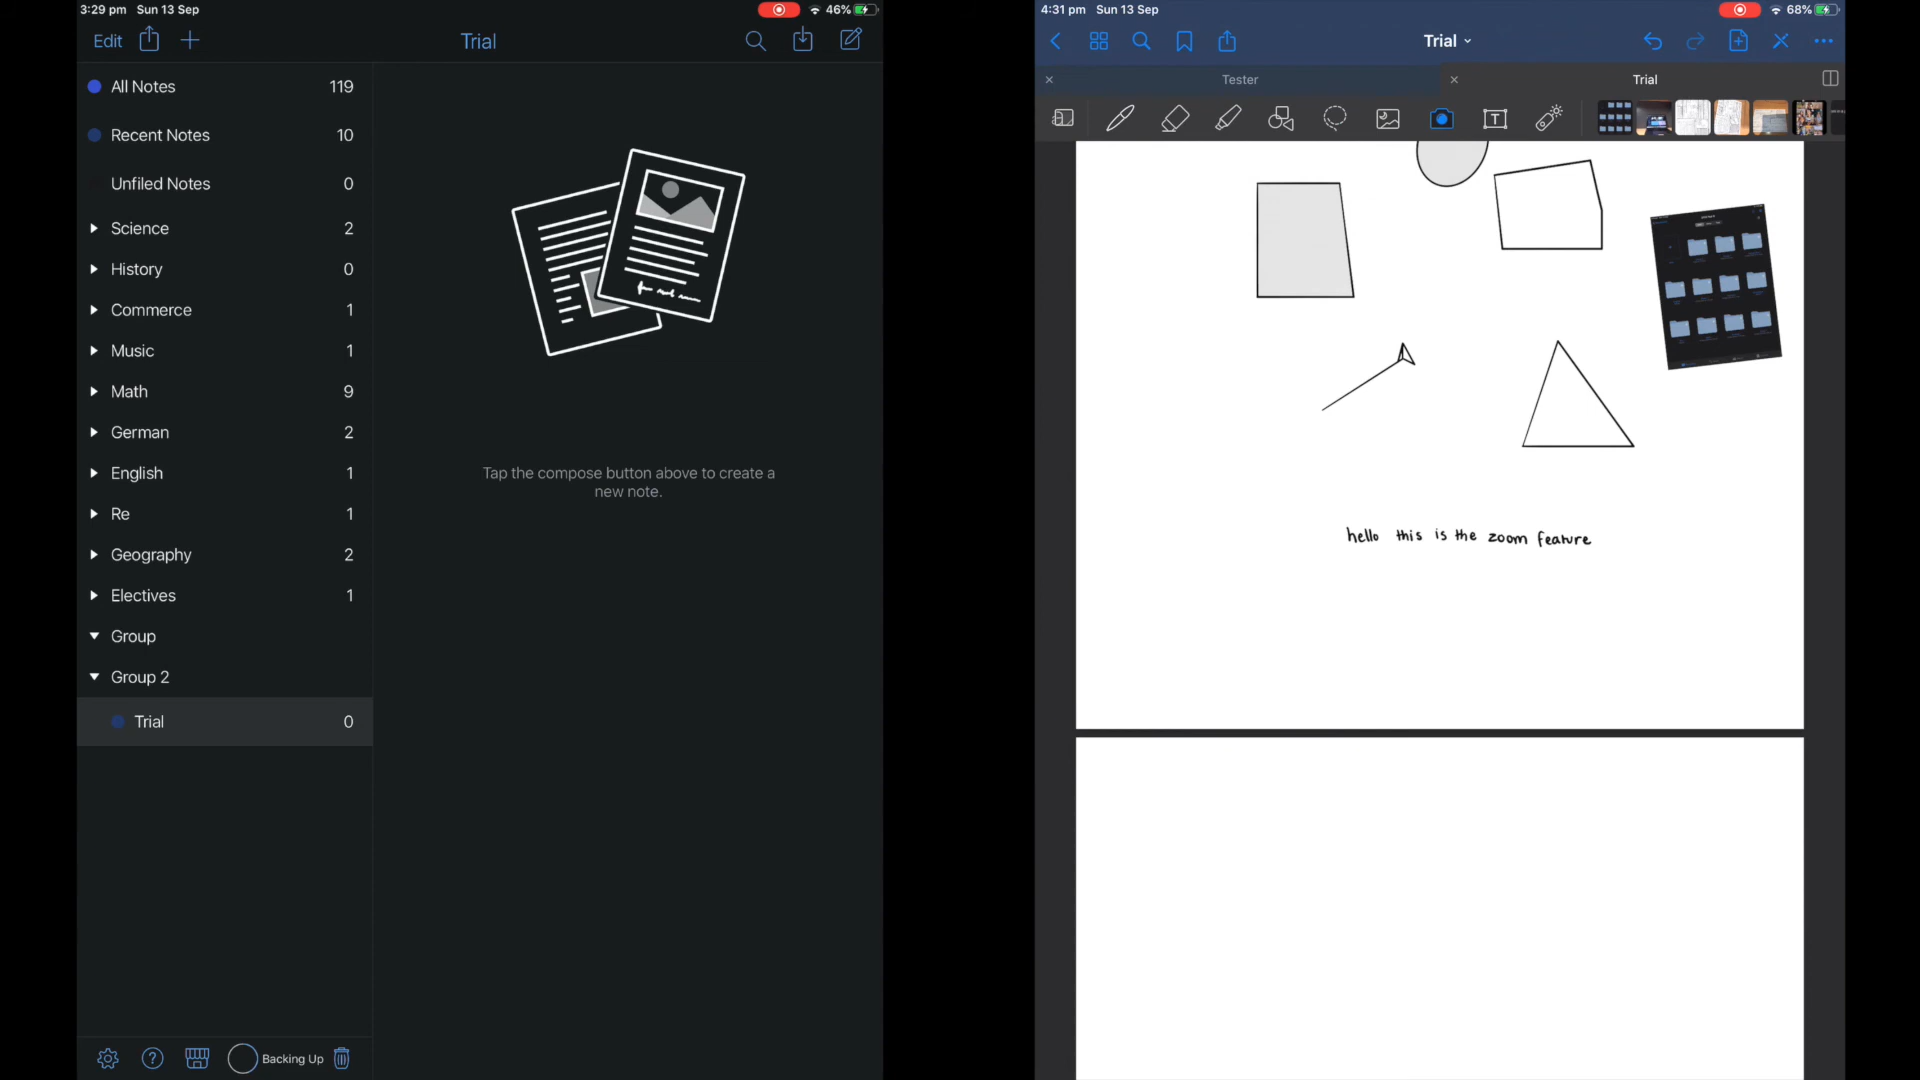 3:29 pm Sun 13 Sep
46%
Edit
Trial
All Notes 119
Recent Notes 10
Unfiled Notes 0
Science 2
History 0
Commerce 1
Music 1
Math 9
German 2
English 1
Re 1
Geography 2
Electives 1
Group
Group 2
Trial 0
Backing Up
Tap the compose button above to create a
new note.
4:31 pm Sun 13 Sep
68%
Trial
Tester
Trial
T
hello this is the zoom feature